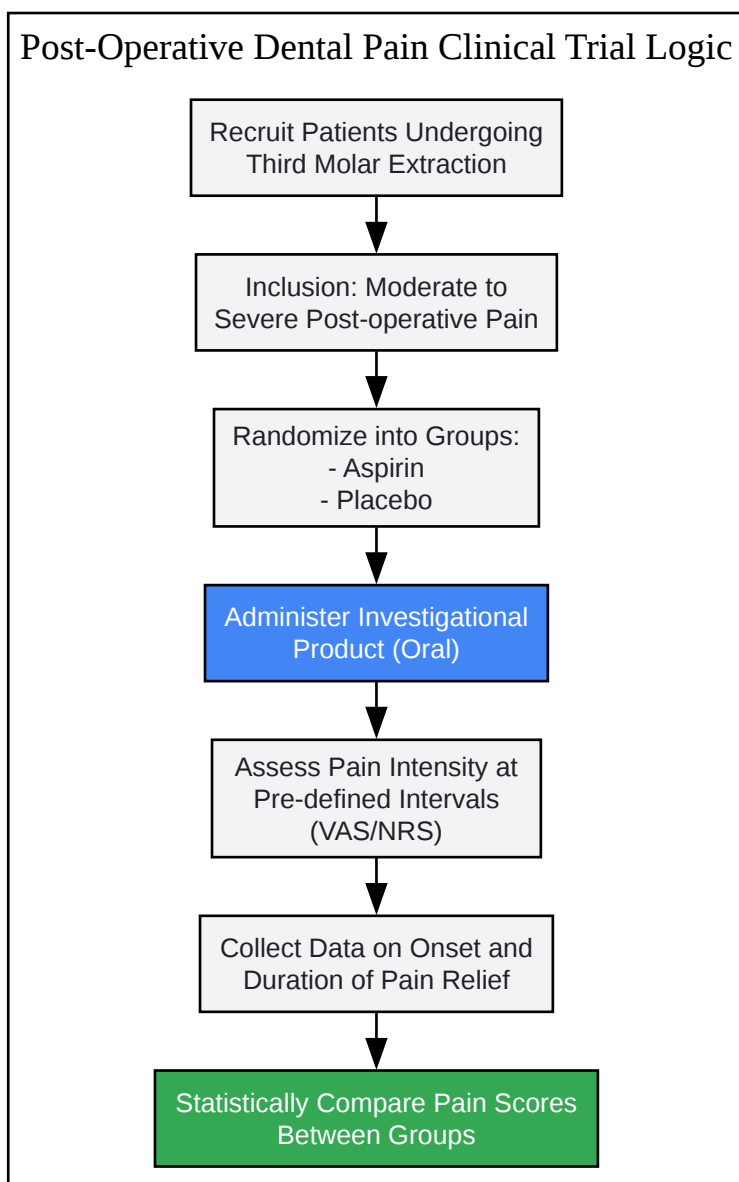 Post-Operative Dental Pain Clinical Trial Logic
Recruit Patients Undergoing
Third Molar Extraction
Inclusion: Moderate to
Severe Post-operative Pain
Randomize into Groups:
- Aspirin
- Placebo
Administer Investigational
Product (Oral)
Assess Pain Intensity at
Pre-defined Intervals
(VAS/NRS)
Collect Data on Onset and
Duration of Pain Relief
Statistically Compare Pain Scores
Between Groups